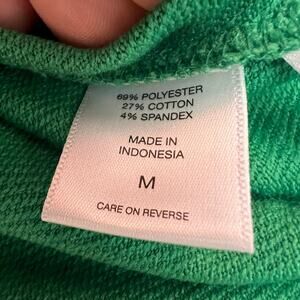 69% POLYESTER
27% COTTON
4% SPANDEX
MADE IN
INDONESIA
M
CARE ON REVERSE